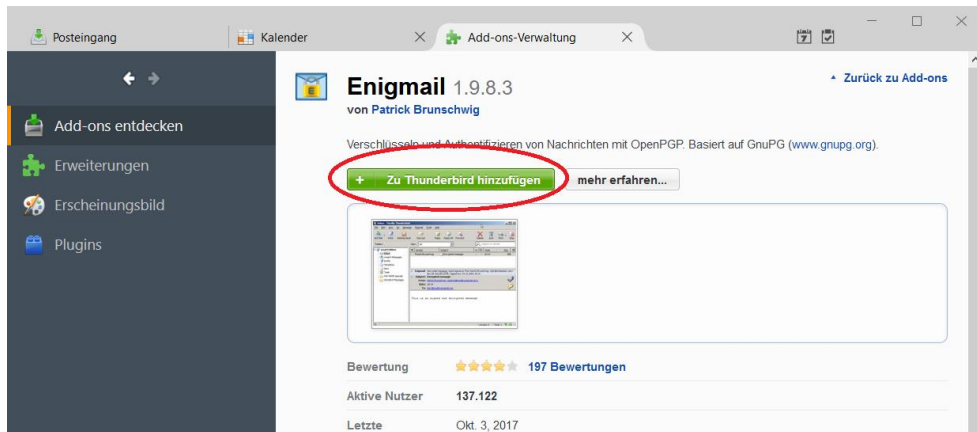 Posteingang
Kalender
Add-ons-Verwaltung
Add-ons entdecken
Erweiterungen
Erscheinungsbild
Plugins
Enigmail 1.9.8.3
Zurück zu Add-ons
von Patrick Brunschwig
Verschlüsseln und Authentifizieren von Nachrichten mit OpenPGP. Basiert auf GnuPG (www.gnupg.org).
+ Zu Thunderbird hinzufügen
mehr erfahren...
Bewertung 197 Bewertungen
Aktive Nutzer 137.122
Letzte Okt. 3, 2017